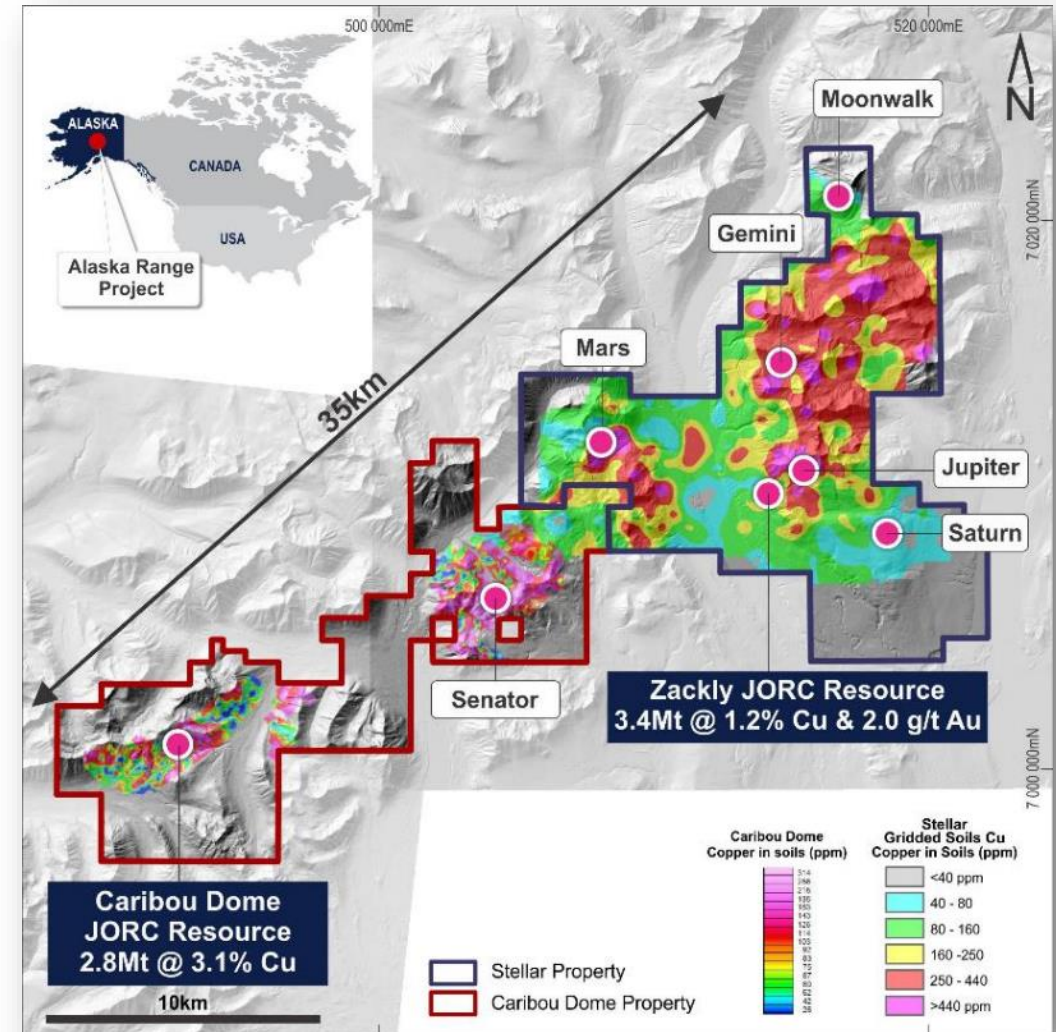 500 000mE
520 000mE
N
ALASKA
CANADA
USA
Alaska Range
Project
Moonwalk
7 020 000mN
Gemini
Mars
35km
Jupiter
Saturn
Senator
Zackly JORC Resource
3.4Mt @ 1.2% Cu & 2.0 g/t Au
7 000 000mN
Caribou Dome
JORC Resource
2.8Mt @ 3.1% Cu
10km
Stellar Property
Caribou Dome Property
Caribou Dome
Copper in soils (ppm)
Stellar
Gridded Soils Cu
Copper in Soils (ppm)
<40 ppm
40 - 80
80 - 160
160 -250
250 - 440
>440 ppm